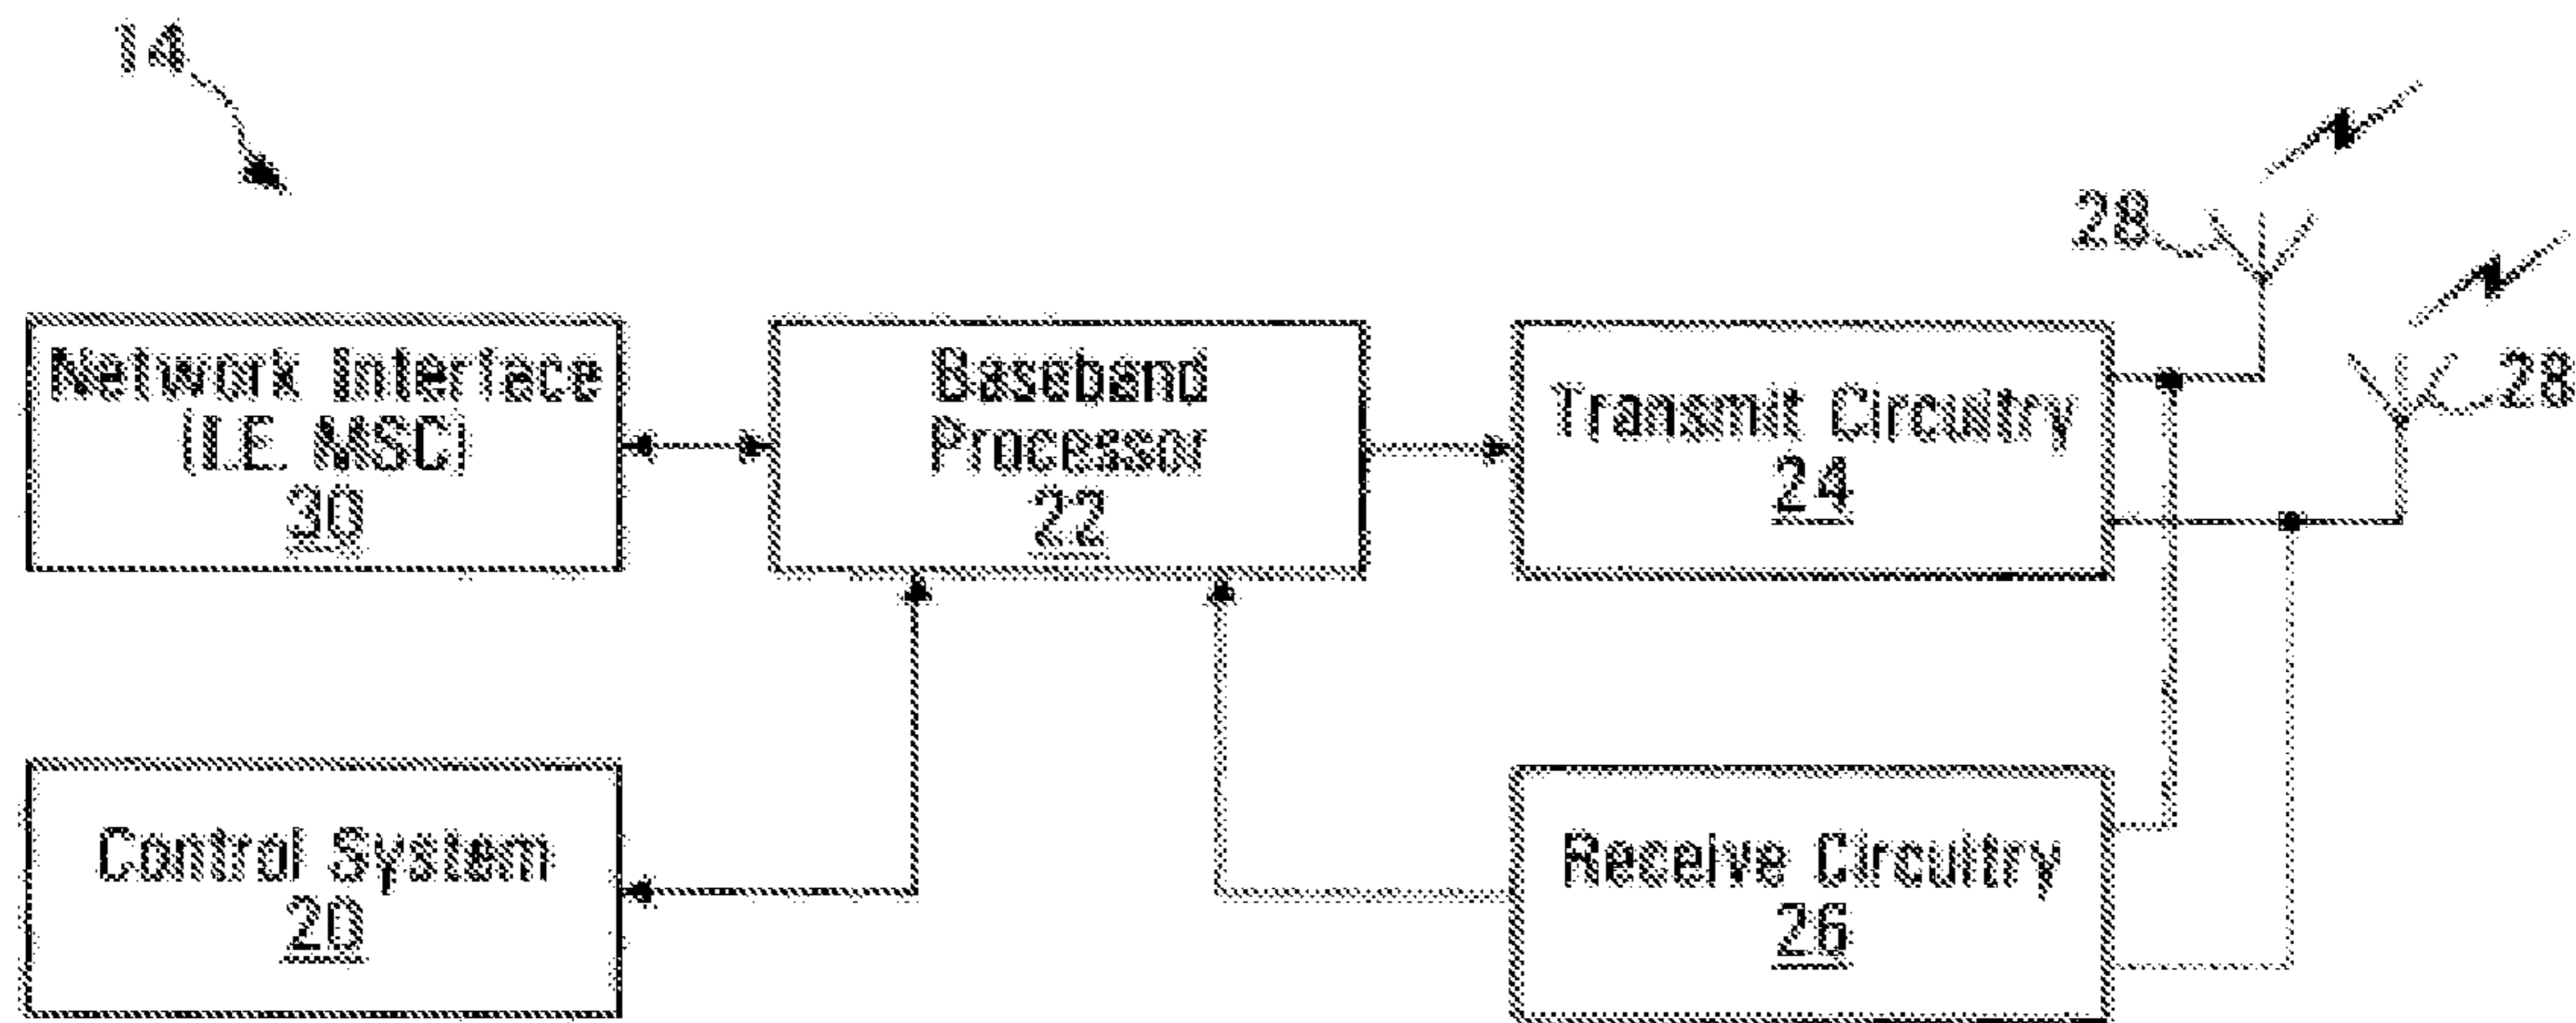 14
28
28
Network Interface
(I.E. MSC)
30
Baseband
Processor
22
Transmit Circuitry
24
Control System
20
Receive Circuitry
26